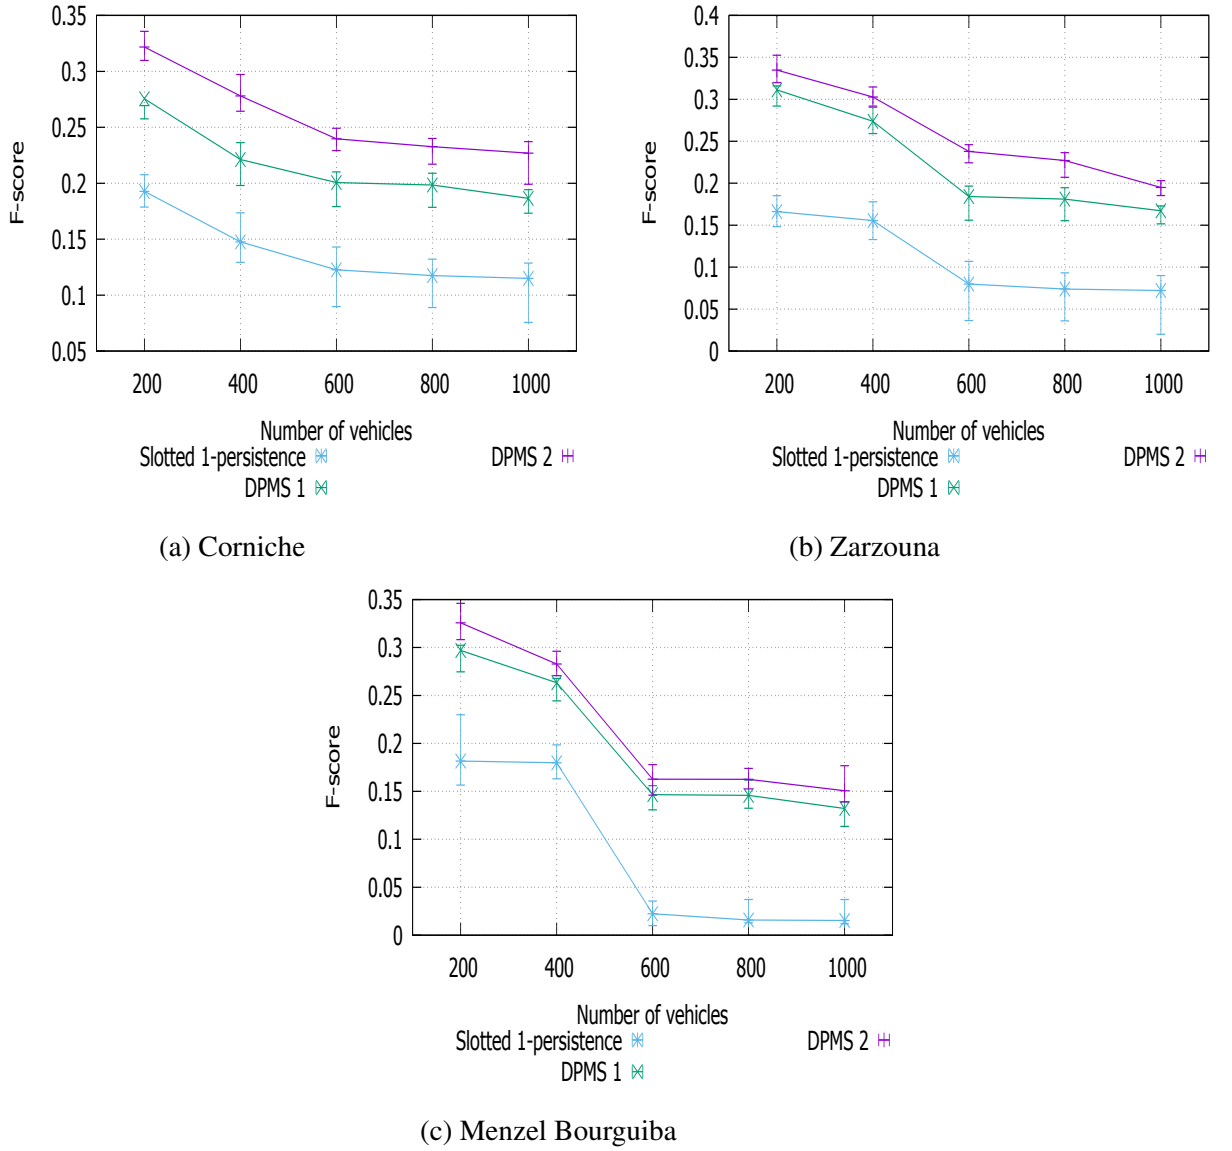 0.35
0.3
0.25
0.2
0.15
0.1
0.05
F-score
200 400 600 800 1000
Number of vehicles
Slotted 1-persistence
DPMS 2
DPMS 1
(a) Corniche
0.4
0.35
0.3
0.25
0.2
0.15
0.1
0.05
0
F-score
200 400 600 800 1000
Number of vehicles
Slotted 1-persistence
DPMS 2
DPMS 1
(b) Zarzouna
0.35
0.3
0.25
0.2
0.15
0.1
0.05
0
F-score
200 400 600 800 1000
Number of vehicles
Slotted 1-persistence
DPMS 2
DPMS 1
(c) Menzel Bourguiba